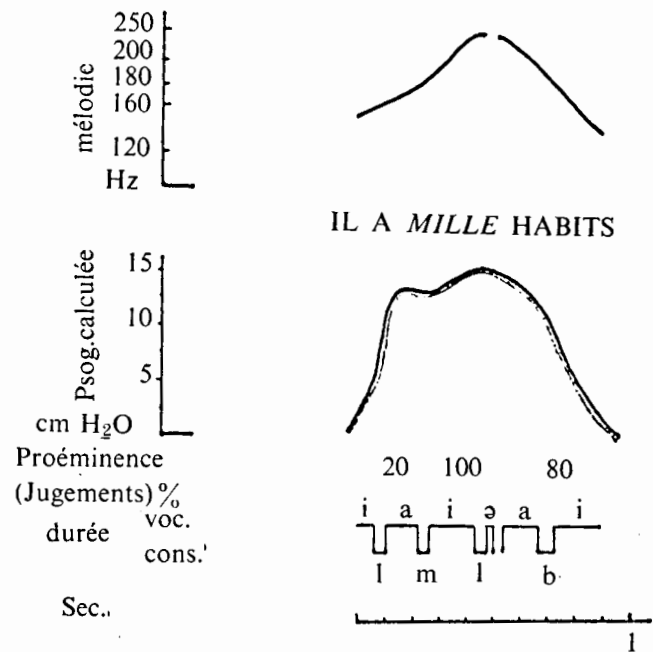 250
200
180
160
120
Hz
mélodie
IL A MILLE HABITS
15
10
5
Psog.calculée
cm H₂O
Proéminence
20 100 80
(Jugements)%
i a i ə a i
durée
voc.
cons.
l m l b
Sec.
1